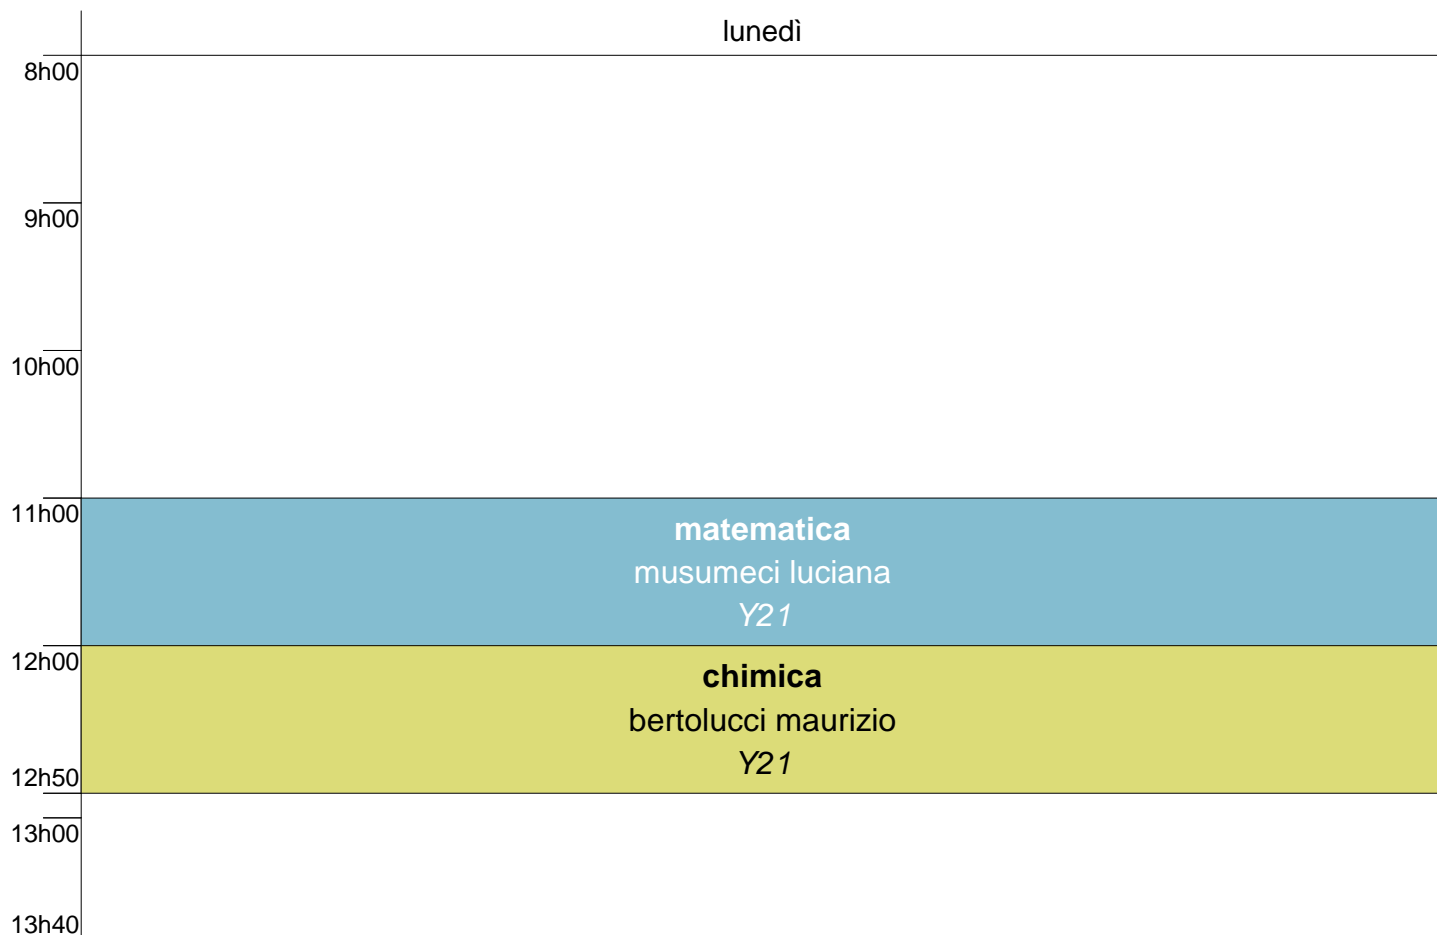 lunedì
8h00
9h00
10h00
11h00
matematica
musumeci luciana
Y21
12h00
chimica
bertolucci maurizio
Y21
12h50
13h00
13h40